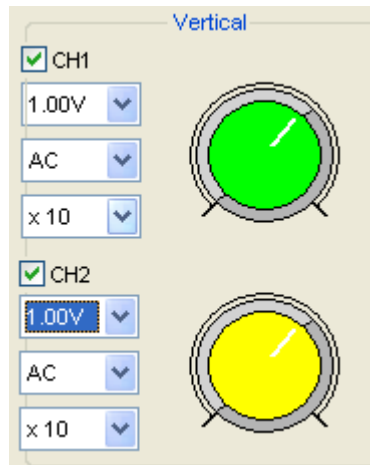 Vertical
CH1
1.00V
AC
x 10
CH2
1.00V
AC
x 10